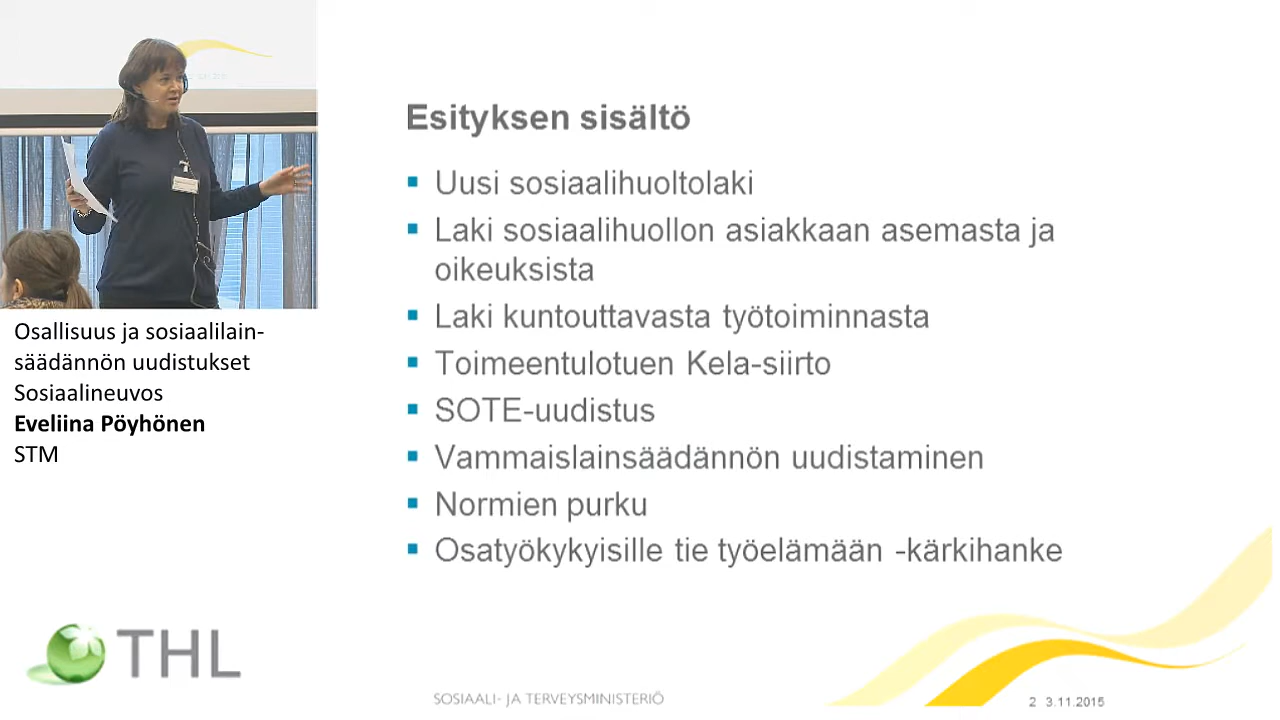 Osallisuus ja sosiaalilain-
säädännön uudistukset
Sosiaalineuvos
Eveliina Pöyhönen
STM
THL
Esityksen sisältö
▪ Uusi sosiaalihuoltolaki
▪ Laki sosiaalihuollon asiakkaan asemasta ja
oikeuksista
▪ Laki kuntouttavasta työtoiminnasta
▪ Toimeentulotuen Kela-siirto
▪ SOTE-uudistus
▪ Vammaislainsäädännön uudistaminen
▪ Normien purku
▪ Osatyökykyisille tie työelämään -kärkihanke
SOSIAALI- JA TERVEYSMINISTERIÖ
2 3.11.2015